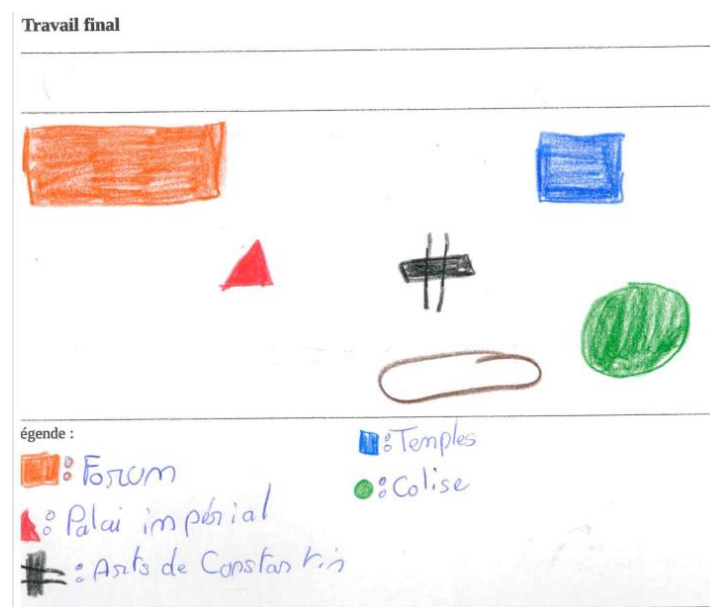 Travail final
égende :
: Forum
: Palai impérial
: Arts de Constantin
: Temples
: Colise